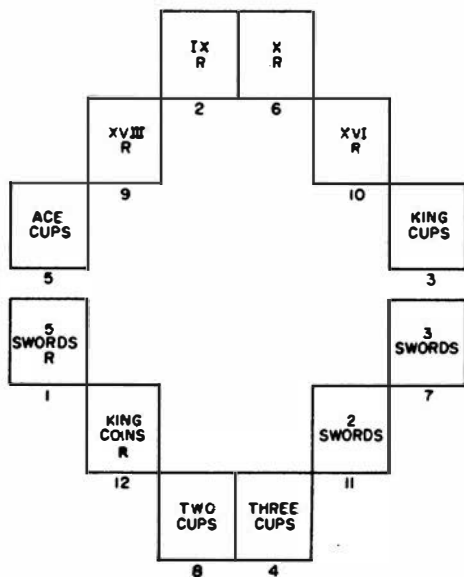 IX X
R R
2 6
XVIII XVI
R R
9 10
ACE KING
CUPS CUPS
5 3
5 3
SWORDS SWORDS
R
1 7
KING 2
COINS SWORDS
R
12 11
TWO THREE
CUPS CUPS
8 4